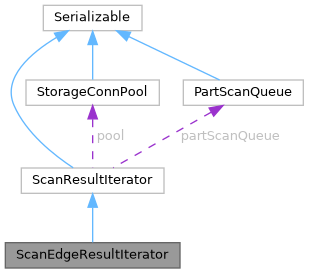 Serializable
StorageConnPool
PartScanQueue
pool
partScanQueue
ScanResultIterator
ScanEdgeResultIterator